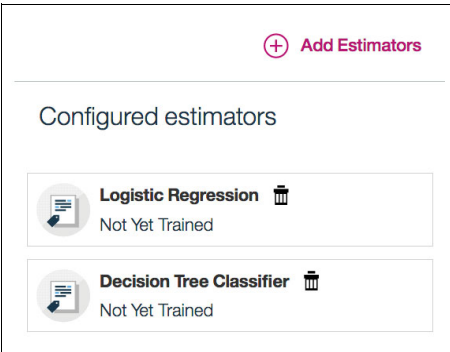 Add Estimators
Configured estimators
Logistic Regression
Not Yet Trained
Decision Tree Classifier
Not Yet Trained